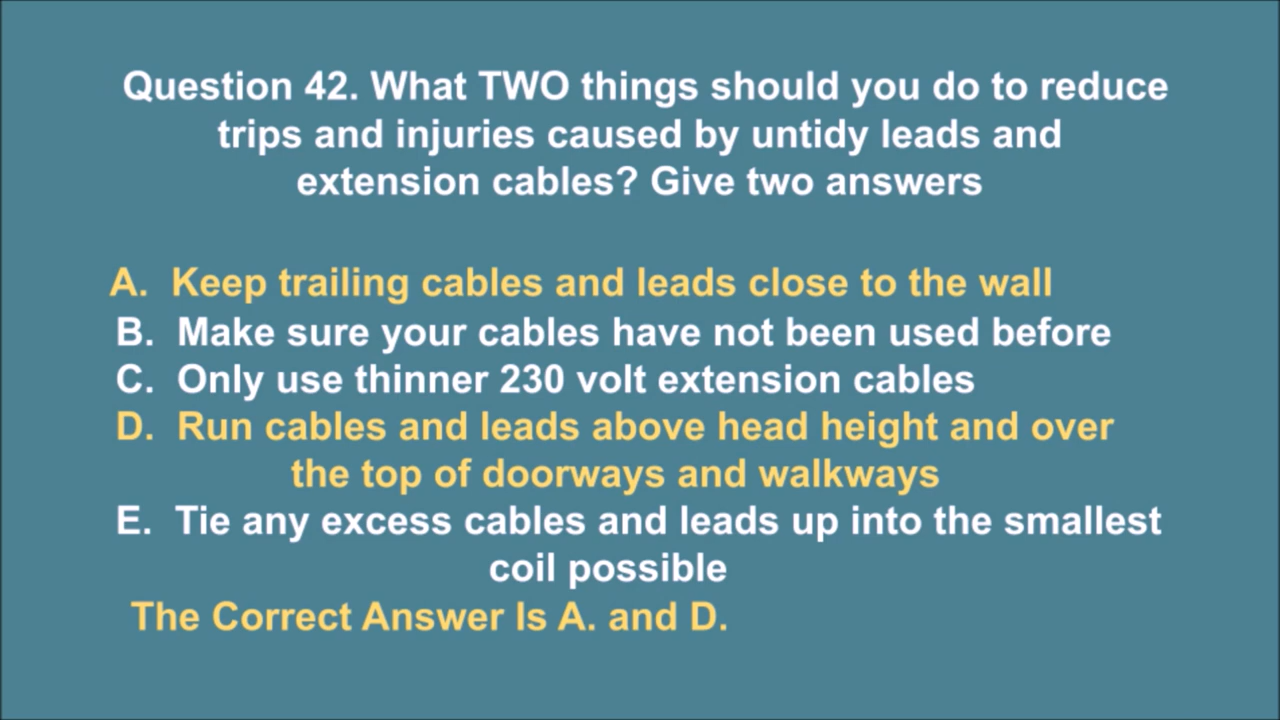 Question 42. What TWO things should you do to reduce
trips and injuries caused by untidy leads and
extension cables? Give two answers
A. Keep trailing cables and leads close to the wall
B. Make sure your cables have not been used before
C. Only use thinner 230 volt extension cables
D. Run cables and leads above head height and over
the top of doorways and walkways
E. Tie any excess cables and leads up into the smallest
coil possible
The Correct Answer Is A. and D.